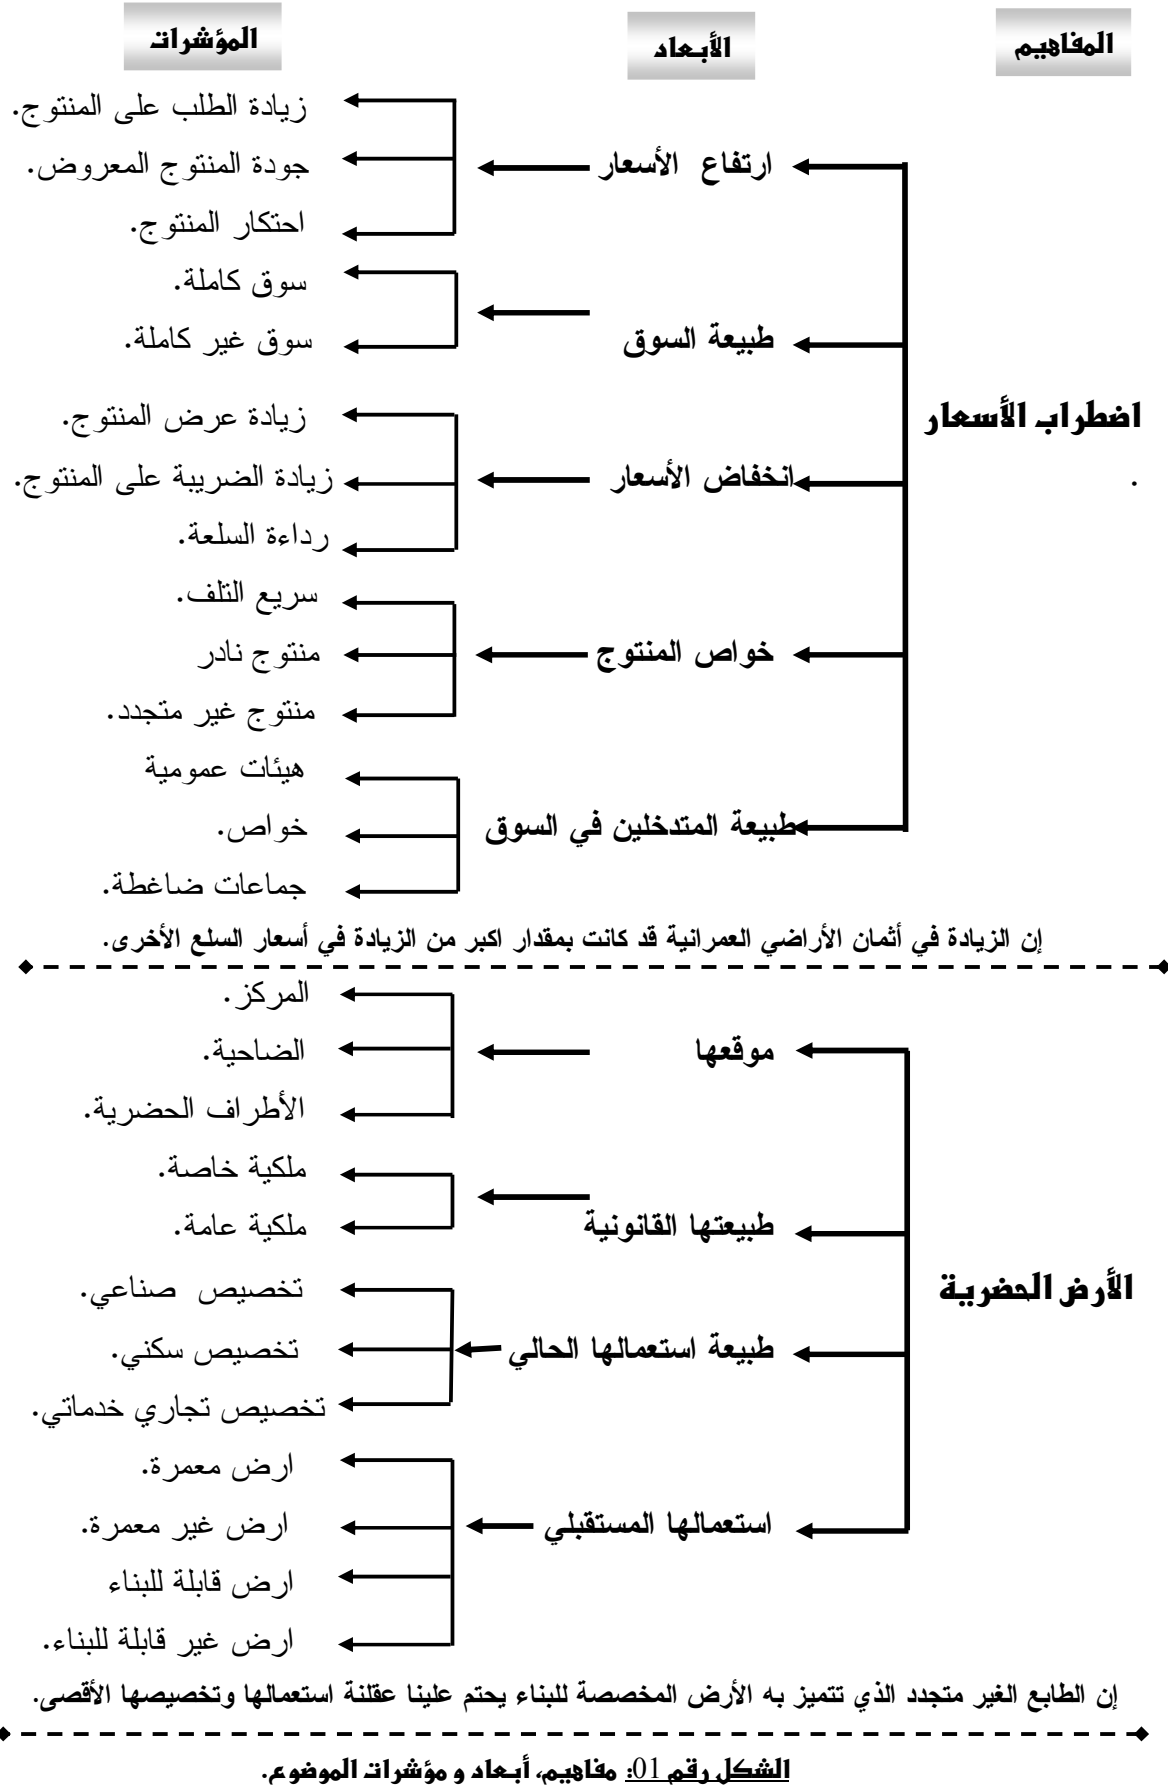 المفاهيم الأبعاد المؤشرات
زيادة الطلب على المنتوج.
ارتفاع الأسعار جودة المنتوج المعروض.
احتكار المنتوج.
سوق كاملة.
طبيعة السوق سوق غير كاملة.
اضطراب الأسعار زيادة عرض المنتوج.
. انخفاض الأسعار زيادة الضريبة على المنتوج.
رداءة السلعة.
سريع التلف.
خواص المنتوج منتوج نادر
منتوج غير متجدد.
هيئات عمومية
طبيعة المتدخلين في السوق خواص.
جماعات ضاغطة.
إن الزيادة في أثمان الأراضي العمرانية قد كانت بمقدار اكبر من الزيادة في أسعار السلع الأخرى.
المركز.
موقعها الضاحية.
الأطراف الحضرية.
ملكية خاصة.
طبيعتها القانونية ملكية عامة.
الأرض الحضرية تخصيص صناعي.
طبيعة استعمالها الحالي تخصيص سكني.
تخصيص تجاري خدماتي.
ارض معمرة.
استعمالها المستقبلي ارض غير معمرة.
ارض قابلة للبناء
ارض غير قابلة للبناء.
إن الطابع الغير متجدد الذي تتميز به الأرض المخصصة للبناء يحتم علينا عقلنة استعمالها وتخصيصها الأقصى.
الشكل رقم 01: مفاهيم، أبعاد و مؤشرات الموضوع.